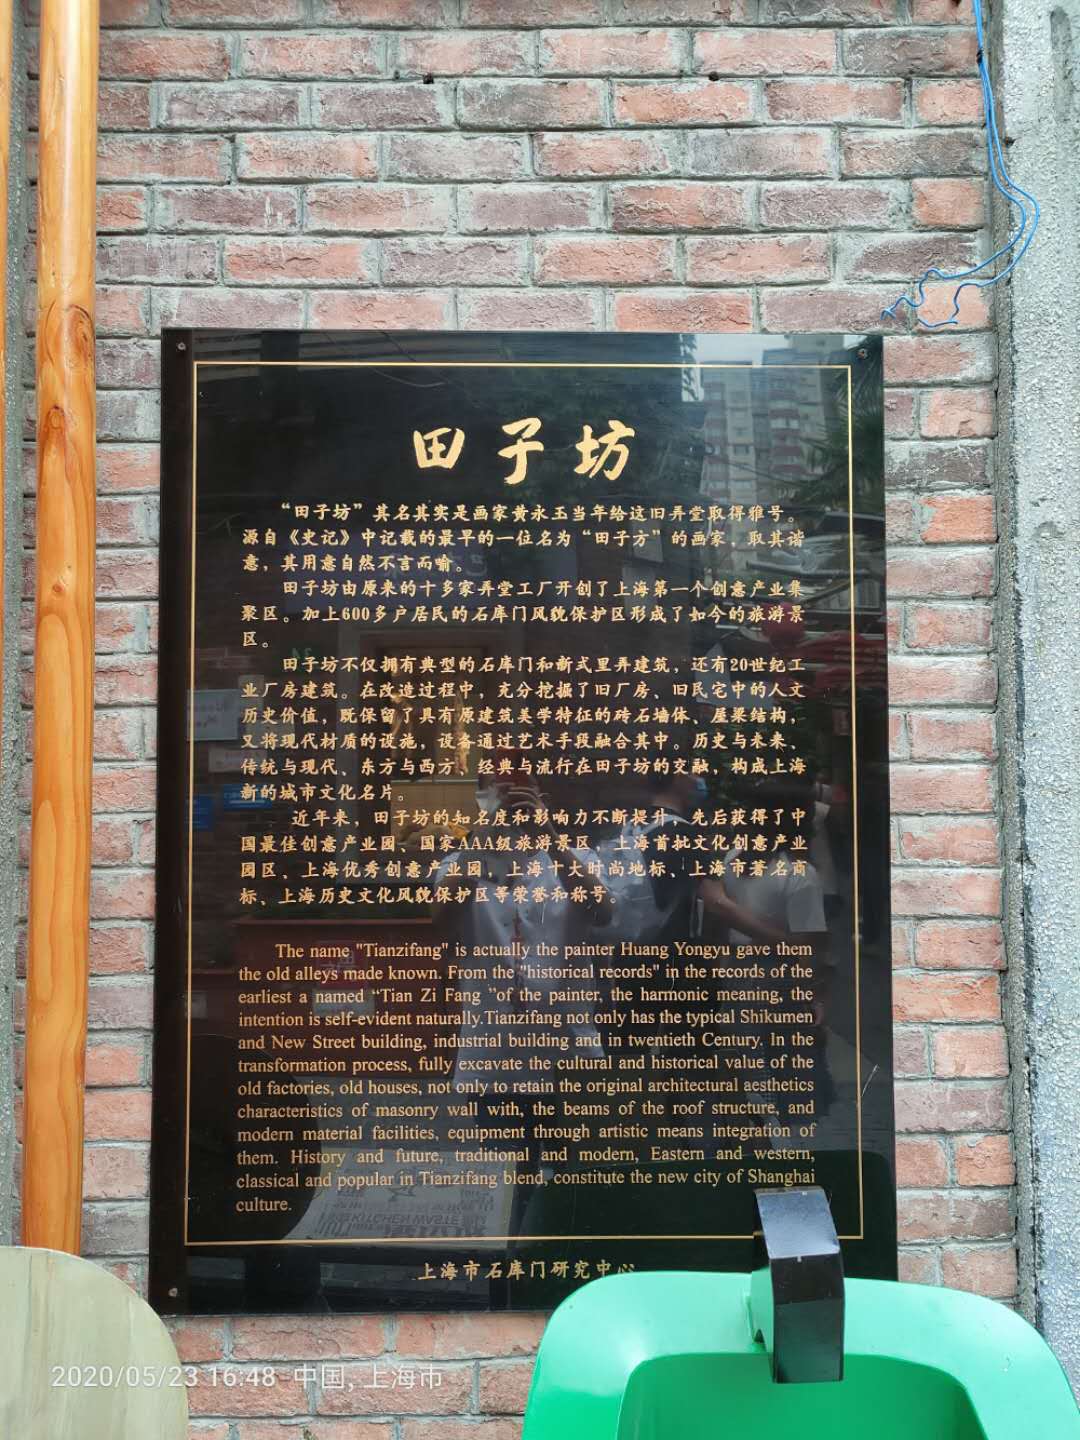 田子坊
“田子坊”其名其实是画家黄永玉当年给这旧弄堂取得雅号。
源自《史记》中记载的最早的一位名为“田子方”的画家，取其谐
意，其用意自然不言而喻。
田子坊由原来的十多家弄堂工厂开创了上海第一个创意产业集
聚区。加上600多户居民的石库门风貌保护区形成了如今的旅游景
区。
田子坊不仅拥有典型的石库门和新式里弄建筑，还有20世纪工
业厂房建筑。在改造过程中，充分挖掘了旧厂房、旧民宅中的人文
历史价值，既保留了具有原建筑美学特征的砖石墙体、屋梁结构，
又将现代材质的设施，设备通过艺术手段融合其中。历史与未来、
传统与现代、东方与西方、经典与流行在田子坊的交融，构成上海
新的城市文化名片。
近年来，田子坊的知名度和影响力不断提升，先后获得了中
国最佳创意产业园、国家AAA级旅游景区，上海首批文化创意产业
园区、上海优秀创意产业园，上海十大时尚地标、上海市著名商
标、上海历史文化风貌保护区等荣誉和称号。
The name "Tianzifang" is actually the painter Huang Yongyu gave them
the old alleys made known. From the "historical records" in the records of the
earliest a named “Tian Zi Fang ”of the painter, the harmonic meaning, the
intention is self-evident naturally.Tianzifang not only has the typical Shikumen
and New Street building, industrial building and in twentieth Century. In the
transformation process, fully excavate the cultural and historical value of the
old factories, old houses, not only to retain the original architectural aesthetics
characteristics of masonry wall with, the beams of the roof structure, and
modern material facilities, equipment through artistic means integration of
them. History and future, traditional and modern, Eastern and western,
classical and popular in Tianzifang blend, constitute the new city of Shanghai
culture.
上海市石库门研究中心
2020/05/23 16:48 中国, 上海市